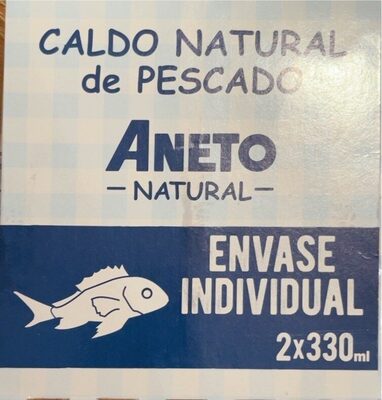 CALDO NATURAL
de PESCADO
ANETO
NATURAL
ENVASE
INDIVIDUAL
2x330ml